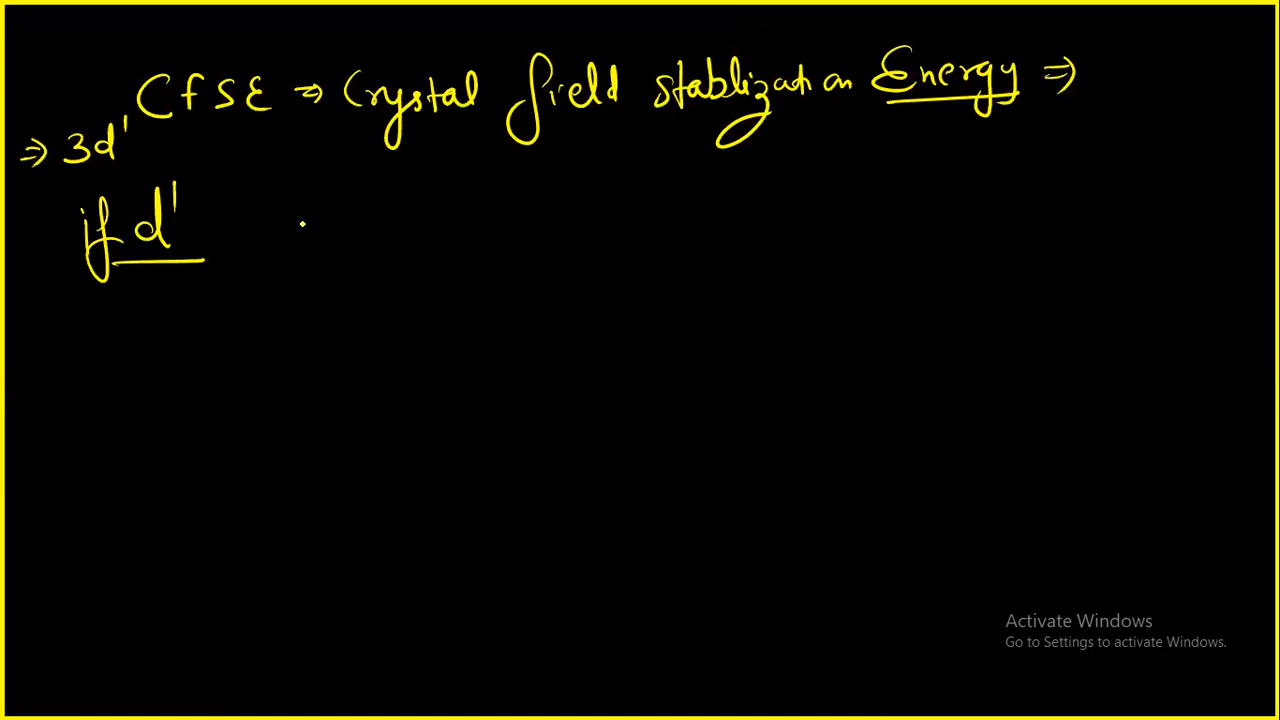 CFSE ⇒ Crystal field stablization Energy ⇒
⇒ 3d¹
if d¹
Activate Windows
Go to Settings to activate Windows.